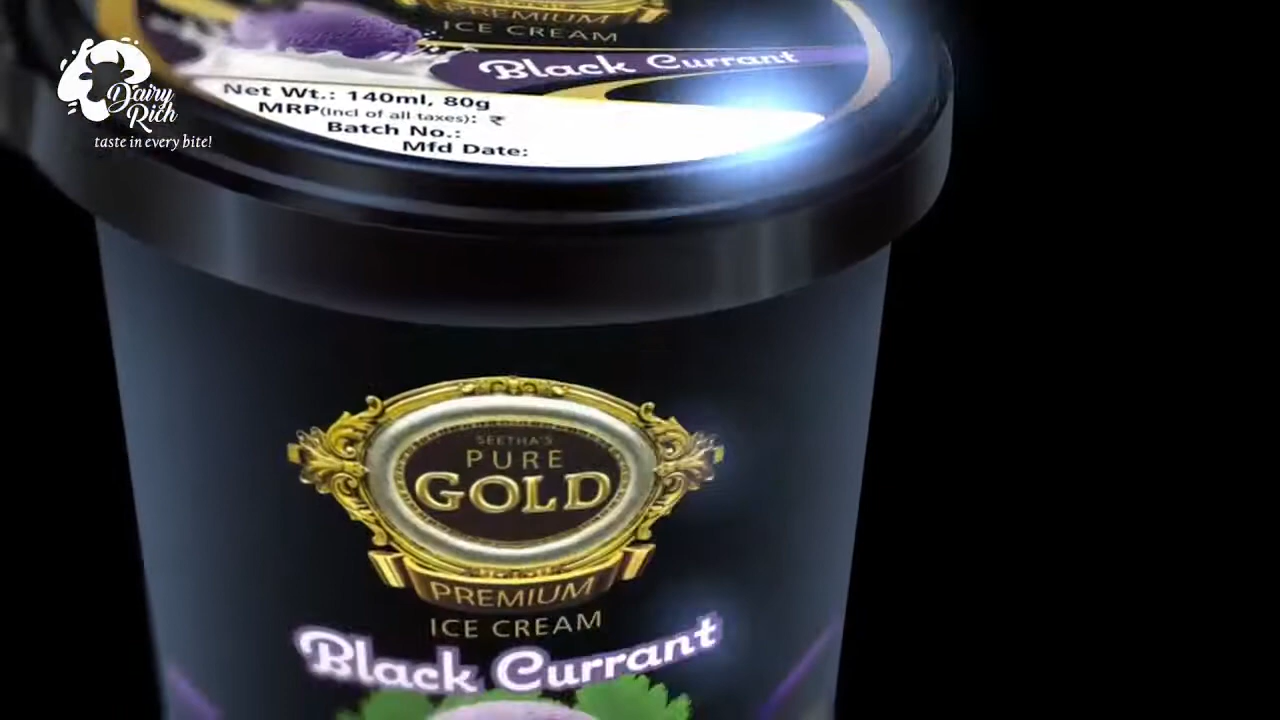 Dairy
Rich
taste in every bite!
PREMIUM
ICE CREAM
Black Currant
Net Wt.: 140ml, 80g
MRP(Incl of all taxes): ₹
Batch No.:
Mfd Date:
SEETHA'S
PURE
GOLD
PREMIUM
ICE CREAM
Black Currant